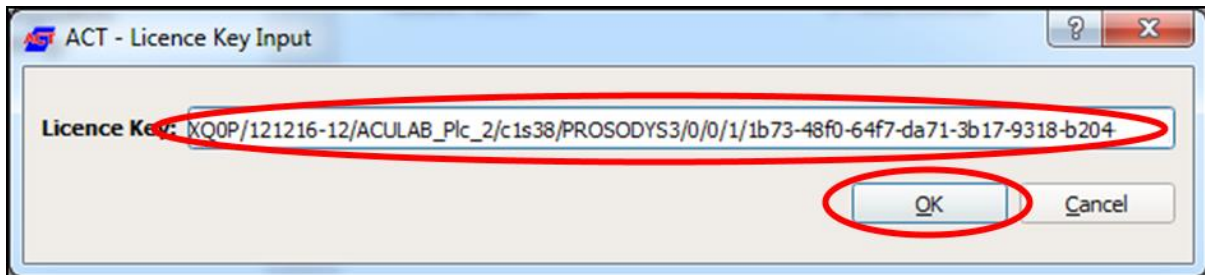 ACT ACT - Licence Key Input ? X
Licence Key: XQ0P/121216-12/ACULAB_Plc_2/c1s38/PROSODYS3/0/0/1/1b73-48f0-64f7-da71-3b17-9318-b204
OK Cancel